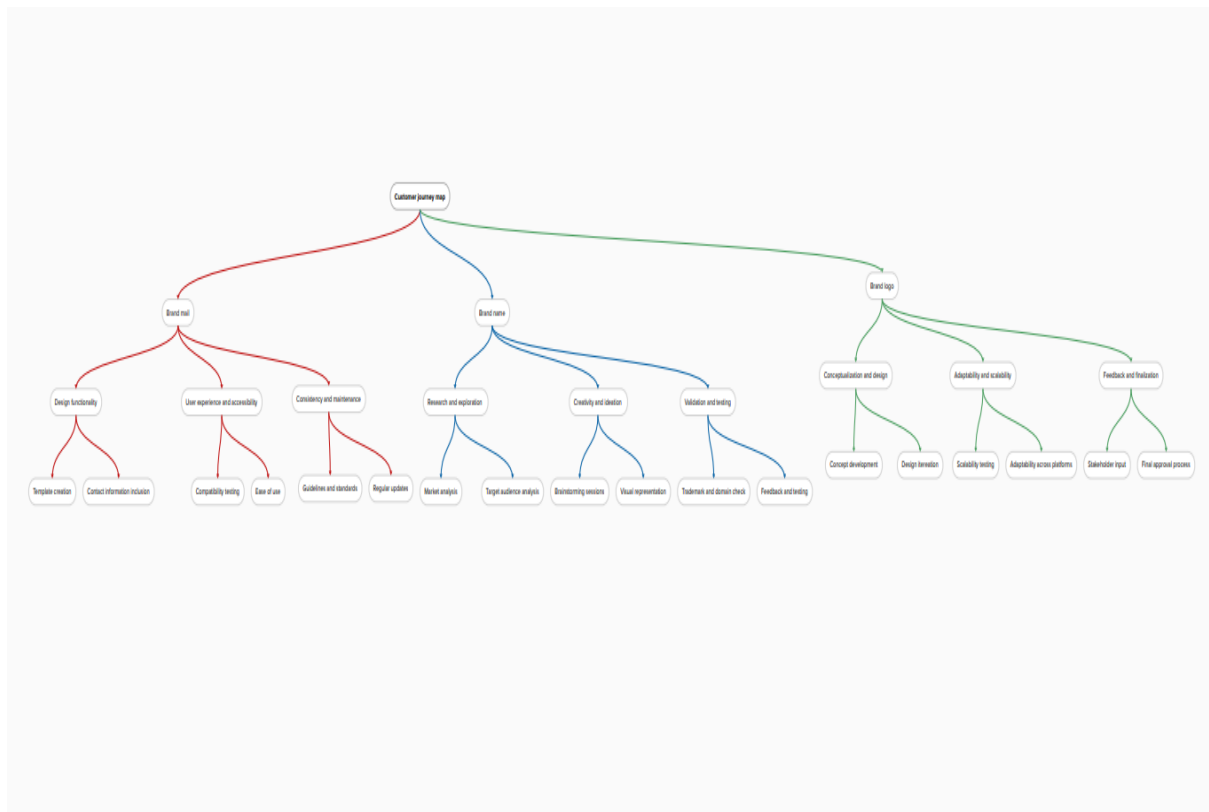 Customer journey map
Brand logo
Brand mail
Brand name
Conceptualization and design
Adaptability and scalability
Feedback and finalization
Design functionality
User experience and accessibility
Consistency and maintenance
Research and exploration
Creativity and ideation
Validation and testing
Concept development
Design itereation
Scalability testing
Adaptability across platforms
Stakeholder input
Final approval process
Template creation
Contact information inclusion
Compatibility testing
Ease of use
Guidelines and standards
Regular updates
Market analysis
Target audience analysis
Brainstorming sessions
Visual representation
Trademark and domain check
Feedback and testing